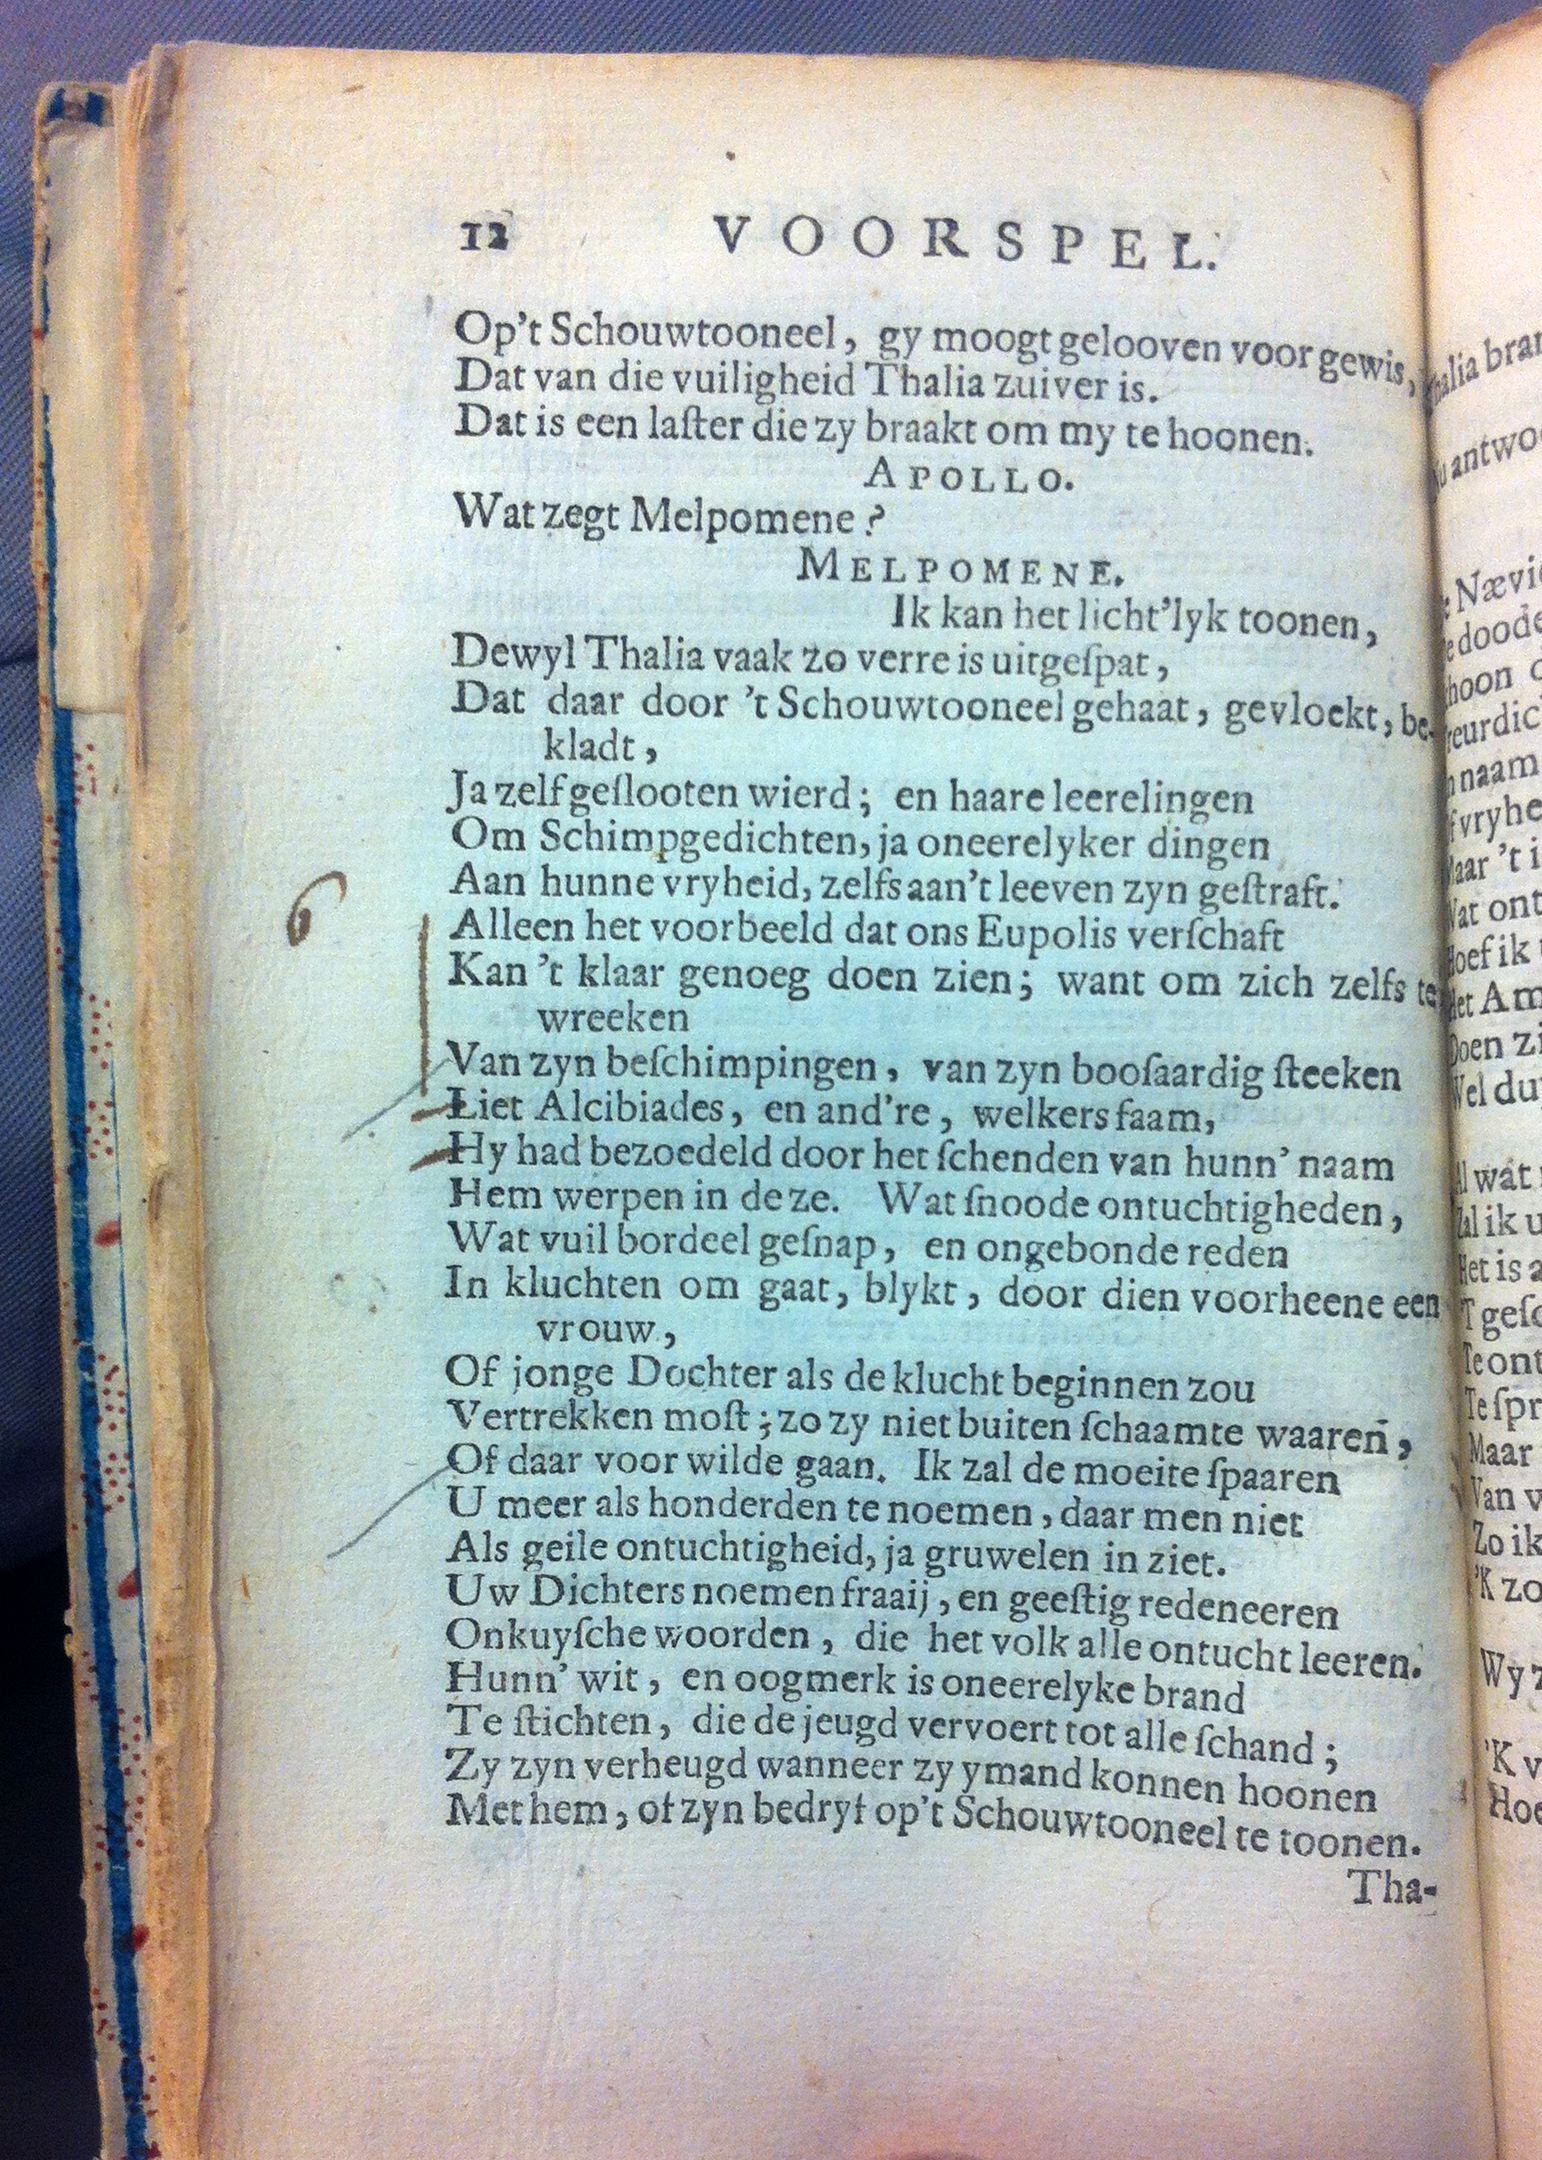 12 VOORSPEL.
Op't Schouwtooneel, gy moogt gelooven voor gewis,
Dat van die vuiligheid Thalia zuiver is.
Dat is een laſter die zy braakt om my te hoonen.
APOLLO.
Wat zegt Melpomene?
MELPOMENE.
Ik kan het licht'lyk toonen,
Dewyl Thalia vaak zo verre is uitgeſpat,
Dat daar door 't Schouwtooneel gehaat, gevloekt, be-
kladt,
Ja zelf geſlooten wierd; en haare leerelingen
Om Schimpgedichten, ja oneerelyker dingen
Aan hunne vryheid, zelfs aan't leeven zyn geſtraft.
Alleen het voorbeeld dat ons Eupolis verſchaft
Kan 't klaar genoeg doen zien; want om zich zelfs te
wreeken
Van zyn beſchimpingen, van zyn booſaardig ſteeken
Liet Alcibiades, en and're, welkers faam,
Hy had bezoedeld door het ſchenden van hunn' naam
Hem werpen in de ze. Wat ſnoode ontuchtigheden,
Wat vuil bordeel geſnap, en ongebonde reden
In kluchten om gaat, blykt, door dien voorheene een
vrouw,
Of jonge Dochter als de klucht beginnen zou
Vertrekken moſt; zo zy niet buiten ſchaamte waaren,
Of daar voor wilde gaan. Ik zal de moeite ſpaaren
U meer als honderden te noemen, daar men niet
Als geile ontuchtigheid, ja gruwelen in ziet.
Uw Dichters noemen fraaij, en geeſtig redeneeren
Onkuyſche woorden, die het volk alle ontucht leeren.
Hunn' wit, en oogmerk is oneerelyke brand
Te ſtichten, die de jeugd vervoert tot alle ſchand;
Zy zyn verheugd wanneer zy ymand konnen hoonen
Met hem, of zyn bedryf op't Schouwtooneel te toonen.
Tha-